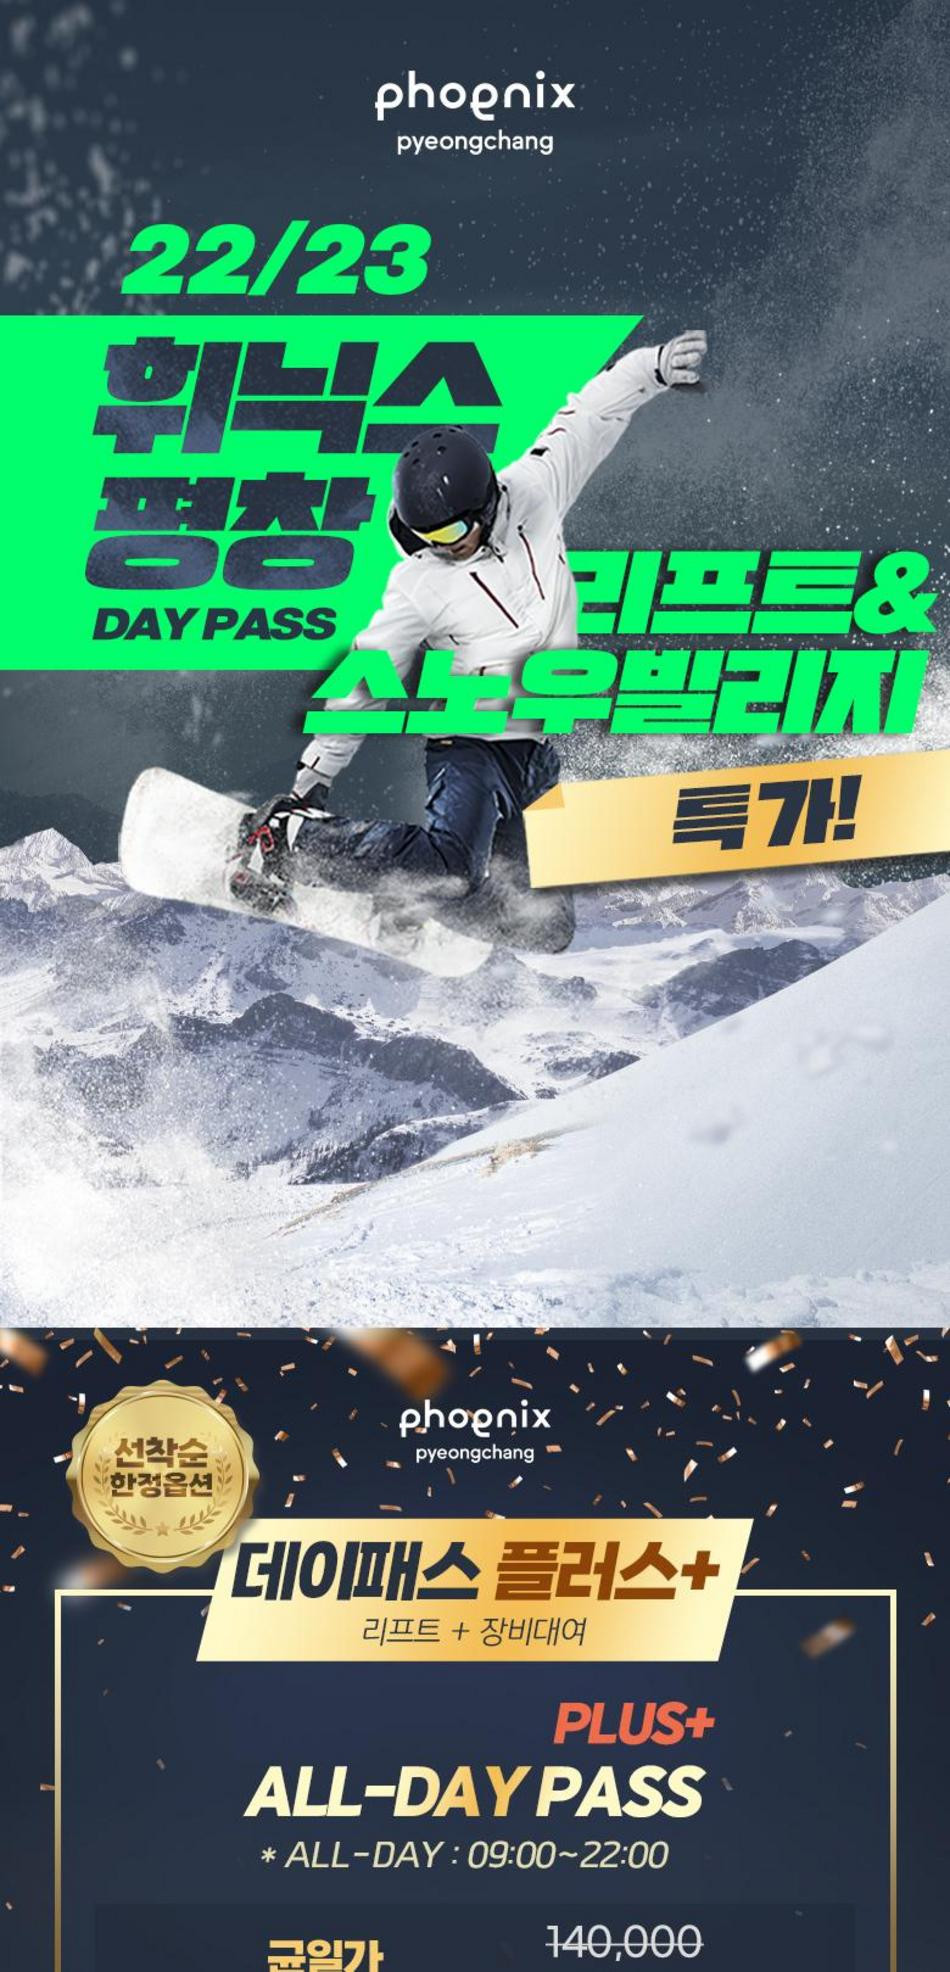 phoenix
pyeongchang
22/23
휘닉스
평창
DAY PASS
리프트&
스노우빌리지
특가!
phoenix
pyeongchang
선착순
한정옵션
데이패스 플러스+
리프트 + 장비대여
PLUS+
ALL-DAY PASS
* ALL-DAY : 09:00~22:00
140,000
균일가